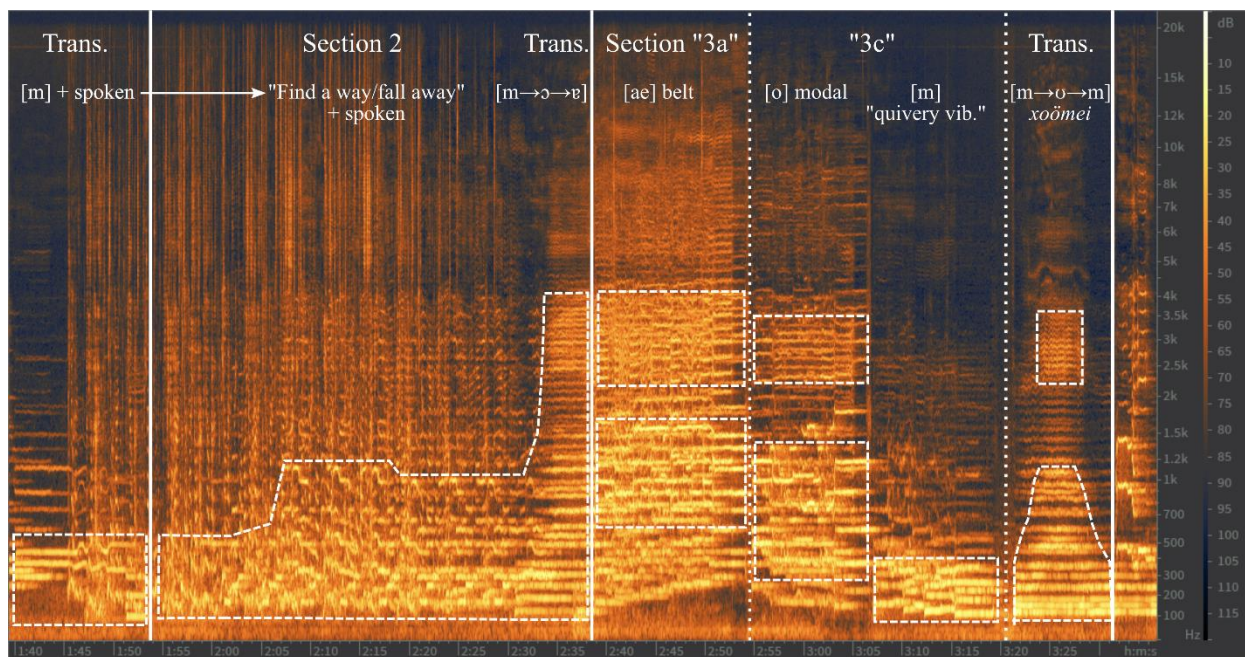 Trans.
Section 2
Trans.
Section "3a"
"3c"
Trans.
[m] + spoken
"Find a way/fall away"
+ spoken
[m→ɔ→ɐ]
[ae] belt
[o] modal
[m]
"quivery vib."
[m→ʊ→m]
xoömei
20k
15k
12k
10k
8k
7k
6k
5k
4k
3.5k
3k
2.5k
2k
1.5k
1.2k
1k
700
500
300
200
100
Hz
dB
10
15
20
25
30
35
40
45
50
55
60
65
70
75
80
85
90
95
100
105
110
115
1:40
1:45
1:50
1:55
2:00
2:05
2:10
2:15
2:20
2:25
2:30
2:35
2:40
2:45
2:50
2:55
3:00
3:05
3:10
3:15
3:20
3:25
h:m:s